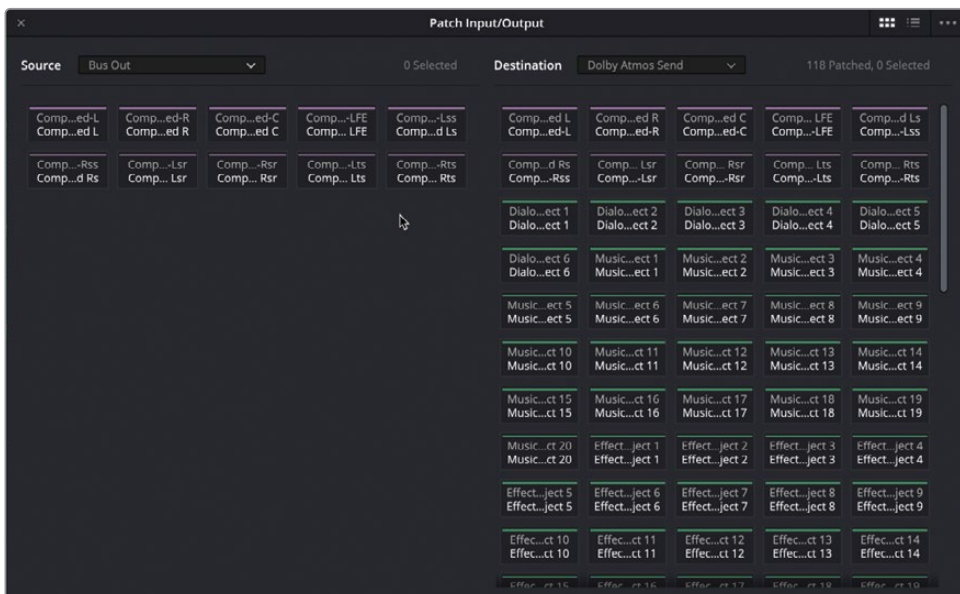 Patch Input/Output
Source Bus Out 0 Selected Destination Dolby Atmos Send 118 Patched, 0 Selected
Comp...ed-L Comp...ed-R Comp...ed-C Comp...-LFE Comp...-Lss Comp...ed L Comp...ed R Comp...ed C Comp... LFE Comp...d Ls
Comp...ed L Comp...ed R Comp...ed C Comp... LFE Comp...d Ls Comp...ed-L Comp...ed-R Comp...ed-C Comp...-LFE Comp...-Lss
Comp...-Rss Comp...-Lsr Comp...-Rsr Comp...-Lts Comp...-Rts Comp...d Rs Comp... Lsr Comp... Rsr Comp... Lts Comp... Rts
Comp...d Rs Comp... Lsr Comp... Rsr Comp... Lts Comp... Rts Comp...-Rss Comp...-Lsr Comp...-Rsr Comp...-Lts Comp...-Rts
Dialo...ect 1 Dialo...ect 2 Dialo...ect 3 Dialo...ect 4 Dialo...ect 5
Dialo...ect 1 Dialo...ect 2 Dialo...ect 3 Dialo...ect 4 Dialo...ect 5
Dialo...ect 6 Music...ect 1 Music...ect 2 Music...ect 3 Music...ect 4
Dialo...ect 6 Music...ect 1 Music...ect 2 Music...ect 3 Music...ect 4
Music...ect 5 Music...ect 6 Music...ect 7 Music...ect 8 Music...ect 9
Music...ect 5 Music...ect 6 Music...ect 7 Music...ect 8 Music...ect 9
Music...ct 10 Music...ct 11 Music...ct 12 Music...ct 13 Music...ct 14
Music...ct 10 Music...ct 11 Music...ct 12 Music...ct 13 Music...ct 14
Music...ct 15 Music...ct 16 Music...ct 17 Music...ct 18 Music...ct 19
Music...ct 15 Music...ct 16 Music...ct 17 Music...ct 18 Music...ct 19
Music...ct 20 Effect...ject 1 Effect...ject 2 Effect...ject 3 Effect...ject 4
Music...ct 20 Effect...ject 1 Effect...ject 2 Effect...ject 3 Effect...ject 4
Effect...ject 5 Effect...ject 6 Effect...ject 7 Effect...ject 8 Effect...ject 9
Effect...ject 5 Effect...ject 6 Effect...ject 7 Effect...ject 8 Effect...ject 9
Effec...ct 10 Effec...ct 11 Effec...ct 12 Effec...ct 13 Effec...ct 14
Effec...ct 10 Effec...ct 11 Effec...ct 12 Effec...ct 13 Effec...ct 14
Effec...ct 15 Effec...ct 16 Effec...ct 17 Effec...ct 18 Effec...ct 19